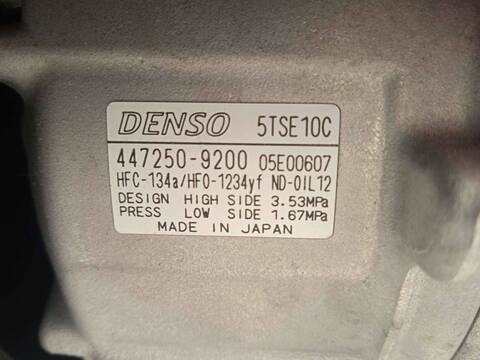 DENSO 5TSE10C
447250-9200 05E00607
HFC-134a/HFO-1234yf ND-OIL12
DESIGN HIGH SIDE 3.53MPa
PRESS LOW SIDE 1.67MPa
MADE IN JAPAN